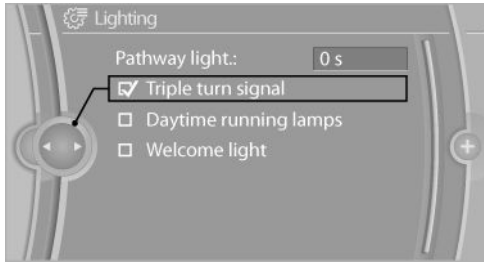 Lighting
Pathway light.: 0 s
Triple turn signal
Daytime running lamps
Welcome light